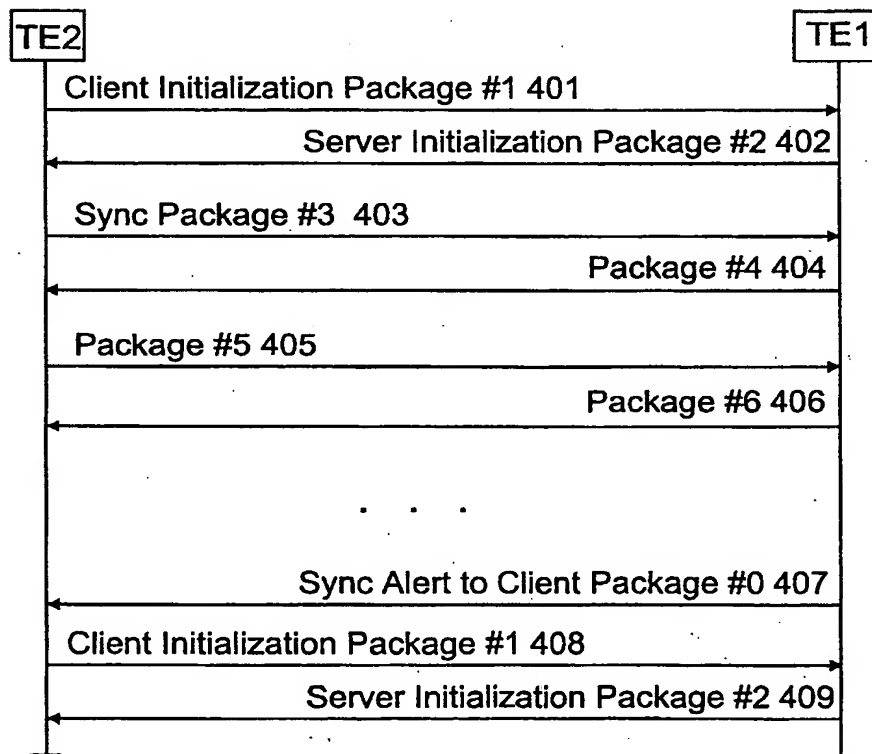 TE2 TE1
Client Initialization Package #1 401
Server Initialization Package #2 402
Sync Package #3 403
Package #4 404
Package #5 405
Package #6 406
. . .
Sync Alert to Client Package #0 407
Client Initialization Package #1 408
Server Initialization Package #2 409